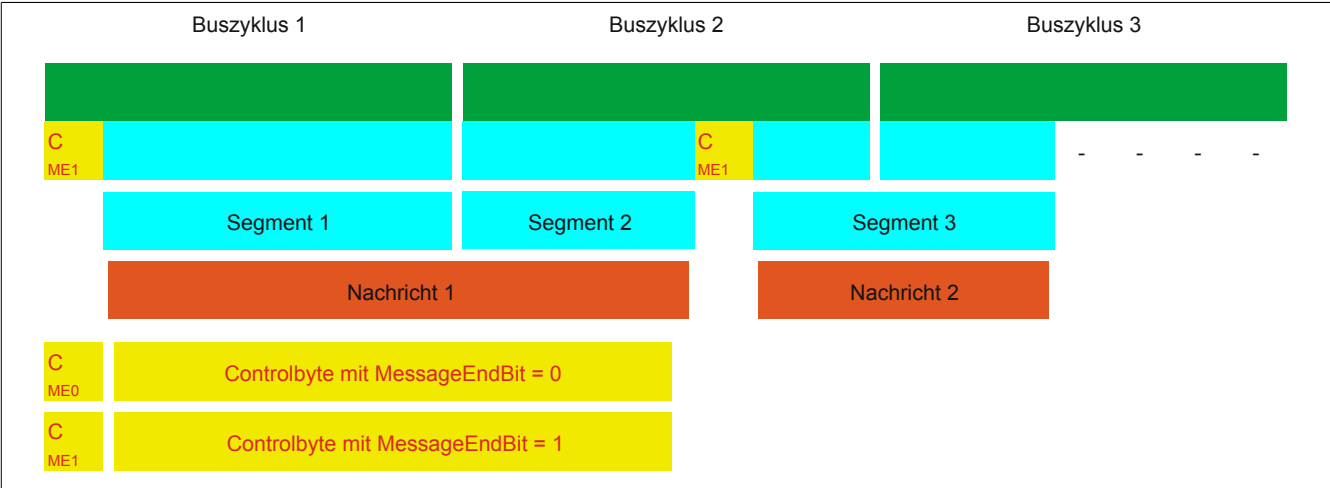 Buszyklus 1 Buszyklus 2 Buszyklus 3
C C
ME1 ME1 - - - -
Segment 1 Segment 2 Segment 3
Nachricht 1 Nachricht 2
C
ME0 Controlbyte mit MessageEndBit = 0
C
ME1 Controlbyte mit MessageEndBit = 1